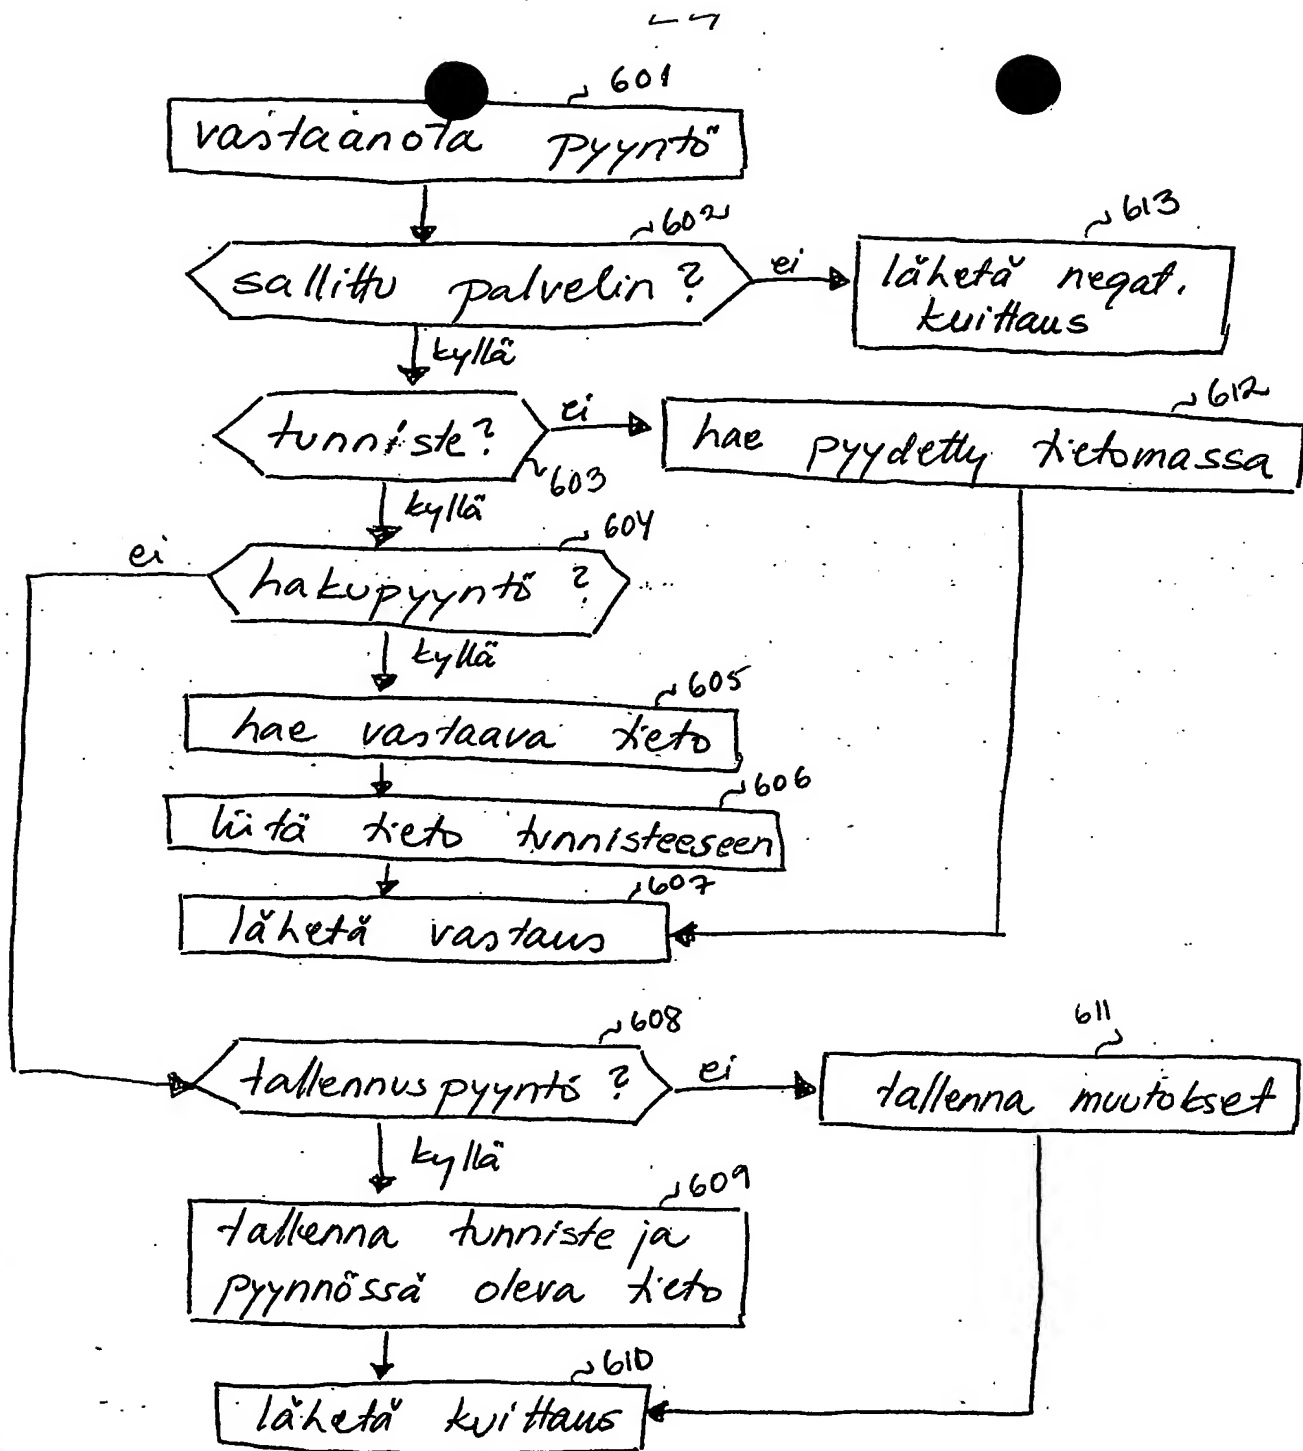 601
vastaanota pyyntö
602
sallittu palvelin?
ei
613
lähetä negat.
kuittaus
kyllä
tunniste?
603
ei
612
hae pyydetty tietomassa
kyllä
604
hakupyyntö?
ei
kyllä
605
hae vastaava tieto
606
liitä tieto tunnisteeseen
607
lähetä vastaus
608
tallennuspyyntö?
ei
611
tallenna muutokset
kyllä
609
tallenna tunniste ja
pyynnössä oleva tieto
610
lähetä kuittaus